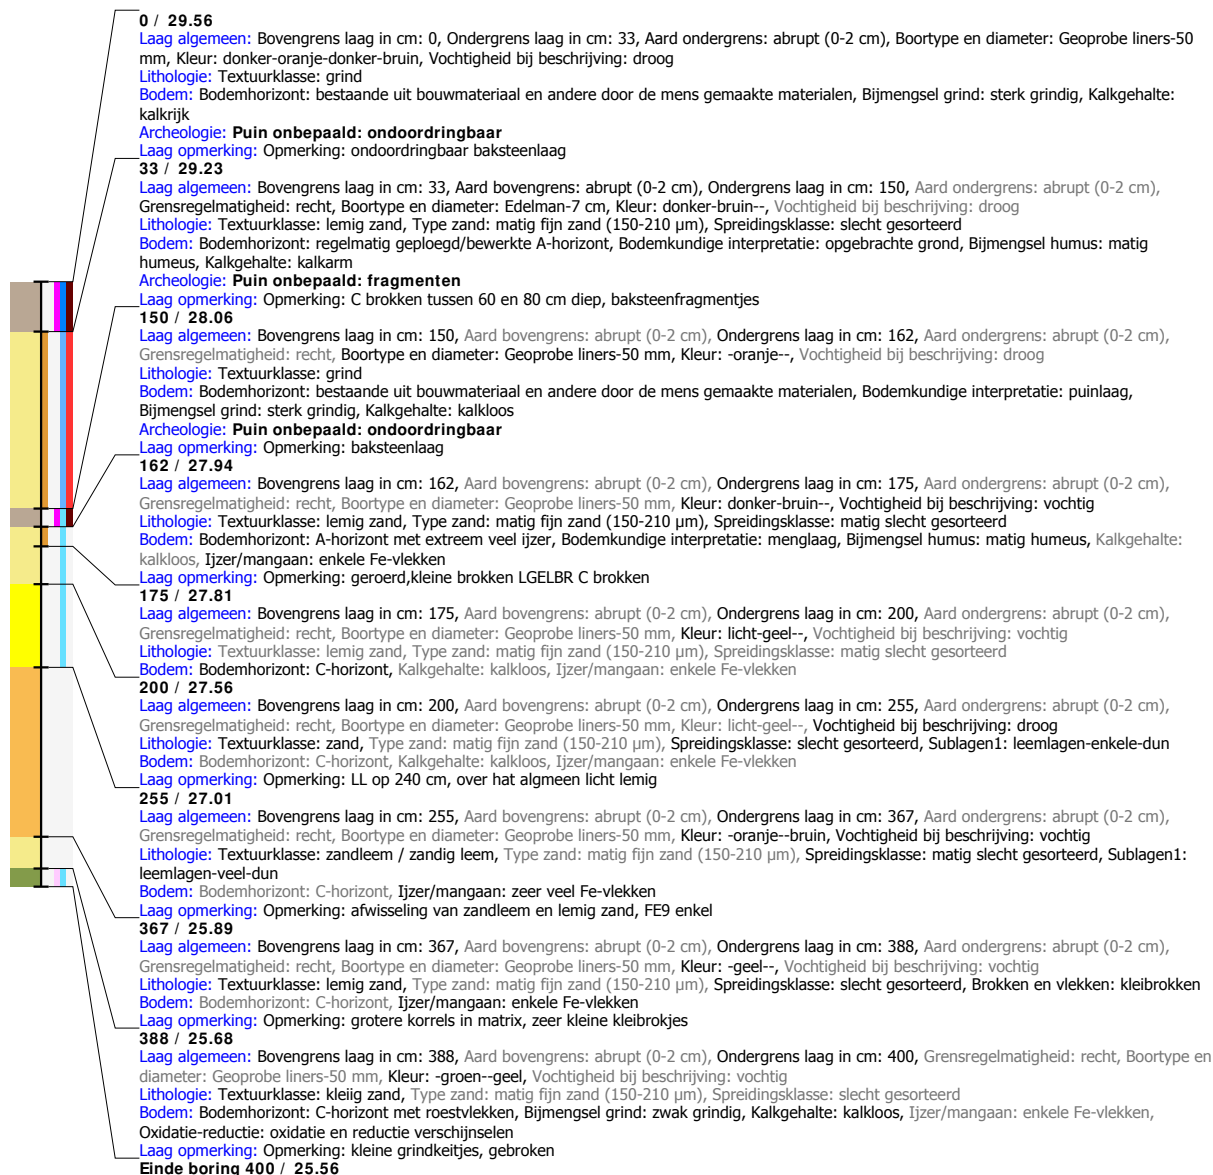 0 / 29.56
Laag algemeen: Bovengrens laag in cm: 0, Ondergrens laag in cm: 33, Aard ondergrens: abrupt (0-2 cm), Boortype en diameter: Geoprobe liners-50
mm, Kleur: donker-oranje-donker-bruin, Vochtigheid bij beschrijving: droog
Lithologie: Textuurklasse: grind
Bodem: Bodemhorizont: bestaande uit bouwmateriaal en andere door de mens gemaakte materialen, Bijmengsel grind: sterk grindig, Kalkgehalte:
kalkrijk
Archeologie: Puin onbepaald: ondoordringbaar
Laag opmerking: Opmerking: ondoordringbaar baksteenlaag
33 / 29.23
Laag algemeen: Bovengrens laag in cm: 33, Aard bovengrens: abrupt (0-2 cm), Ondergrens laag in cm: 150, Aard ondergrens: abrupt (0-2 cm),
Grensregelmatigheid: recht, Boortype en diameter: Edelman-7 cm, Kleur: donker-bruin--, Vochtigheid bij beschrijving: droog
Lithologie: Textuurklasse: lemig zand, Type zand: matig fijn zand (150-210 µm), Spreidingsklasse: slecht gesorteerd
Bodem: Bodemhorizont: regelmatig geploegd/bewerkte A-horizont, Bodemkundige interpretatie: opgebrachte grond, Bijmengsel humus: matig
humeus, Kalkgehalte: kalkarm
Archeologie: Puin onbepaald: fragmenten
Laag opmerking: Opmerking: C brokken tussen 60 en 80 cm diep, baksteenfragmentjes
150 / 28.06
Laag algemeen: Bovengrens laag in cm: 150, Aard bovengrens: abrupt (0-2 cm), Ondergrens laag in cm: 162, Aard ondergrens: abrupt (0-2 cm),
Grensregelmatigheid: recht, Boortype en diameter: Geoprobe liners-50 mm, Kleur: -oranje--, Vochtigheid bij beschrijving: droog
Lithologie: Textuurklasse: grind
Bodem: Bodemhorizont: bestaande uit bouwmateriaal en andere door de mens gemaakte materialen, Bodemkundige interpretatie: puinlaag,
Bijmengsel grind: sterk grindig, Kalkgehalte: kalkloos
Archeologie: Puin onbepaald: ondoordringbaar
Laag opmerking: Opmerking: baksteenlaag
162 / 27.94
Laag algemeen: Bovengrens laag in cm: 162, Aard bovengrens: abrupt (0-2 cm), Ondergrens laag in cm: 175, Aard ondergrens: abrupt (0-2 cm),
Grensregelmatigheid: recht, Boortype en diameter: Geoprobe liners-50 mm, Kleur: donker-bruin--, Vochtigheid bij beschrijving: vochtig
Lithologie: Textuurklasse: lemig zand, Type zand: matig fijn zand (150-210 µm), Spreidingsklasse: matig slecht gesorteerd
Bodem: Bodemhorizont: A-horizont met extreem veel ijzer, Bodemkundige interpretatie: menglaag, Bijmengsel humus: matig humeus, Kalkgehalte:
kalkloos, Ijzer/mangaan: enkele Fe-vlekken
Laag opmerking: Opmerking: geroerd,kleine brokken LGELBR C brokken
175 / 27.81
Laag algemeen: Bovengrens laag in cm: 175, Aard bovengrens: abrupt (0-2 cm), Ondergrens laag in cm: 200, Aard ondergrens: abrupt (0-2 cm),
Grensregelmatigheid: recht, Boortype en diameter: Geoprobe liners-50 mm, Kleur: licht-geel--, Vochtigheid bij beschrijving: vochtig
Lithologie: Textuurklasse: lemig zand, Type zand: matig fijn zand (150-210 µm), Spreidingsklasse: matig slecht gesorteerd
Bodem: Bodemhorizont: C-horizont, Kalkgehalte: kalkloos, Ijzer/mangaan: enkele Fe-vlekken
200 / 27.56
Laag algemeen: Bovengrens laag in cm: 200, Aard bovengrens: abrupt (0-2 cm), Ondergrens laag in cm: 255, Aard ondergrens: abrupt (0-2 cm),
Grensregelmatigheid: recht, Boortype en diameter: Geoprobe liners-50 mm, Kleur: licht-geel--, Vochtigheid bij beschrijving: droog
Lithologie: Textuurklasse: zand, Type zand: matig fijn zand (150-210 µm), Spreidingsklasse: slecht gesorteerd, Sublagen1: leemlagen-enkele-dun
Bodem: Bodemhorizont: C-horizont, Kalkgehalte: kalkloos, Ijzer/mangaan: enkele Fe-vlekken
Laag opmerking: Opmerking: LL op 240 cm, over hat algmeen licht lemig
255 / 27.01
Laag algemeen: Bovengrens laag in cm: 255, Aard bovengrens: abrupt (0-2 cm), Ondergrens laag in cm: 367, Aard ondergrens: abrupt (0-2 cm),
Grensregelmatigheid: recht, Boortype en diameter: Geoprobe liners-50 mm, Kleur: -oranje--bruin, Vochtigheid bij beschrijving: vochtig
Lithologie: Textuurklasse: zandleem / zandig leem, Type zand: matig fijn zand (150-210 µm), Spreidingsklasse: matig slecht gesorteerd, Sublagen1:
leemlagen-veel-dun
Bodem: Bodemhorizont: C-horizont, Ijzer/mangaan: zeer veel Fe-vlekken
Laag opmerking: Opmerking: afwisseling van zandleem en lemig zand, FE9 enkel
367 / 25.89
Laag algemeen: Bovengrens laag in cm: 367, Aard bovengrens: abrupt (0-2 cm), Ondergrens laag in cm: 388, Aard ondergrens: abrupt (0-2 cm),
Grensregelmatigheid: recht, Boortype en diameter: Geoprobe liners-50 mm, Kleur: -geel--, Vochtigheid bij beschrijving: vochtig
Lithologie: Textuurklasse: lemig zand, Type zand: matig fijn zand (150-210 µm), Spreidingsklasse: slecht gesorteerd, Brokken en vlekken: kleibrokken
Bodem: Bodemhorizont: C-horizont, Ijzer/mangaan: enkele Fe-vlekken
Laag opmerking: Opmerking: grotere korrels in matrix, zeer kleine kleibrokjes
388 / 25.68
Laag algemeen: Bovengrens laag in cm: 388, Aard bovengrens: abrupt (0-2 cm), Ondergrens laag in cm: 400, Grensregelmatigheid: recht, Boortype en
diameter: Geoprobe liners-50 mm, Kleur: -groen--geel, Vochtigheid bij beschrijving: vochtig
Lithologie: Textuurklasse: kleiig zand, Type zand: matig fijn zand (150-210 µm), Spreidingsklasse: slecht gesorteerd
Bodem: Bodemhorizont: C-horizont met roestvlekken, Bijmengsel grind: zwak grindig, Kalkgehalte: kalkloos, Ijzer/mangaan: enkele Fe-vlekken,
Oxidatie-reductie: oxidatie en reductie verschijnselen
Laag opmerking: Opmerking: kleine grindkeitjes, gebroken
Einde boring 400 / 25.56